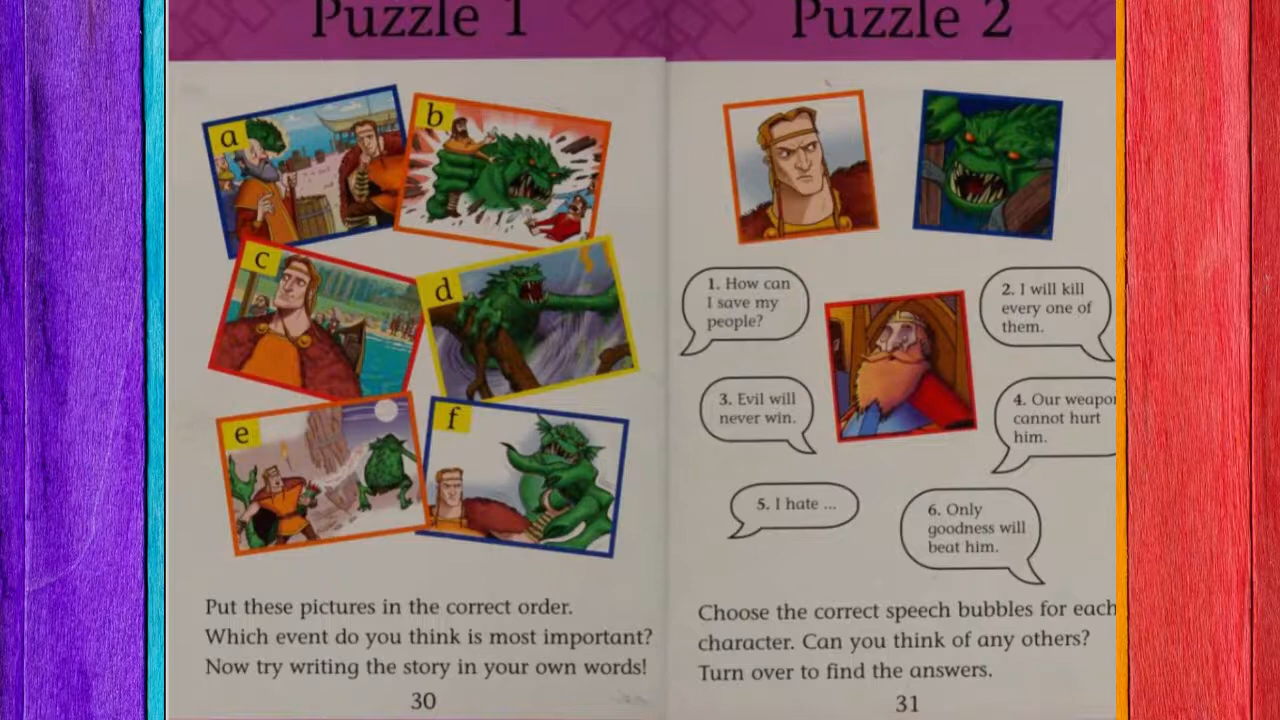 Puzzle 1
a
b
c
d
e
f
Put these pictures in the correct order.
Which event do you think is most important?
Now try writing the story in your own words!
30
Puzzle 2
1. How can
I save my
people?
2. I will kill
every one of
them.
3. Evil will
never win.
4. Our weapon
cannot hurt
him.
5. I hate ...
6. Only
goodness will
beat him.
Choose the correct speech bubbles for each
character. Can you think of any others?
Turn over to find the answers.
31